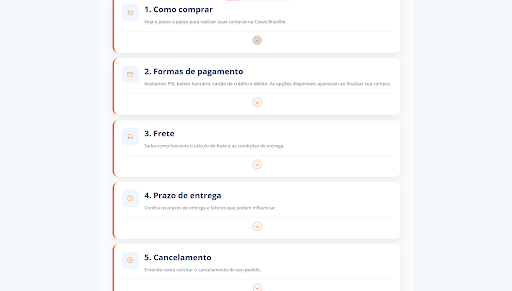 1. Como comprar
Veja o passo a passo para realizar suas compras na Casas Brasilite.
2. Formas de pagamento
Aceitamos PIX, boleto bancário, cartão de crédito e débito. As opções disponíveis aparecem ao finalizar sua compra.
3. Frete
Saiba como funciona o cálculo de frete e as condições de entrega.
4. Prazo de entrega
Confira os prazos de entrega e fatores que podem influenciar.
5. Cancelamento
Entenda como solicitar o cancelamento do seu pedido.